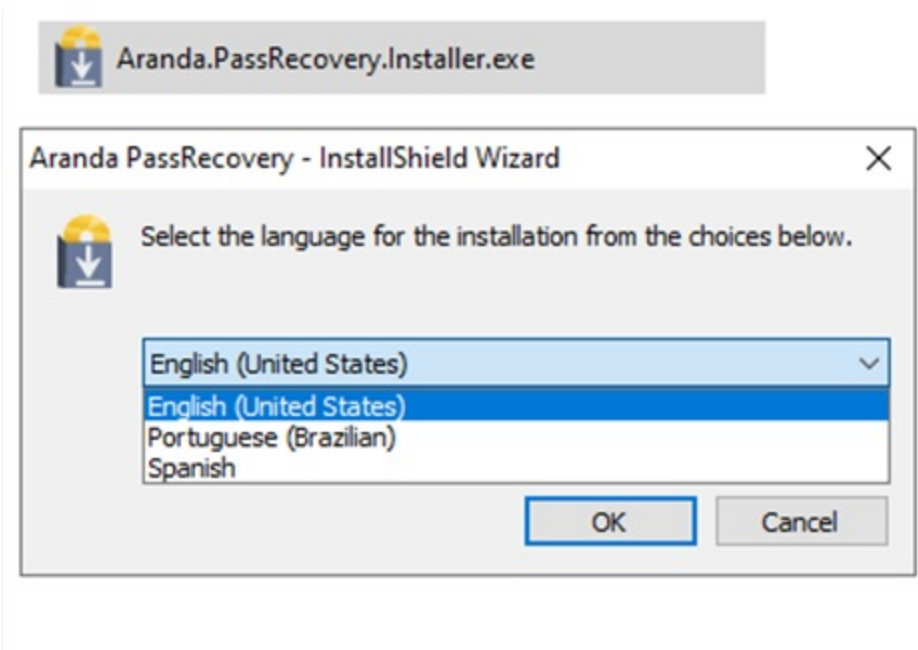 Aranda.PassRecovery.Installer.exe
Aranda PassRecovery - InstallShield Wizard
Select the language for the installation from the choices below.
English (United States)
English (United States)
Portuguese (Brazilian)
Spanish
OK
Cancel